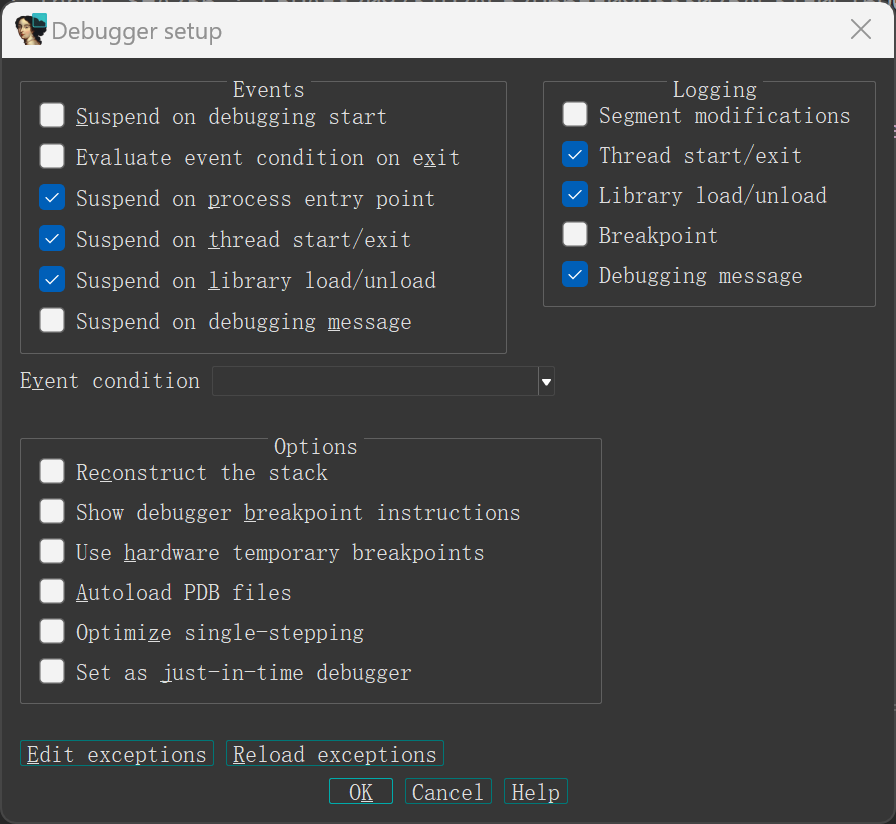 Debugger setup
Events
Suspend on debugging start
Evaluate event condition on exit
Suspend on process entry point
Suspend on thread start/exit
Suspend on library load/unload
Suspend on debugging message
Logging
Segment modifications
Thread start/exit
Library load/unload
Breakpoint
Debugging message
Event condition
Options
Reconstruct the stack
Show debugger breakpoint instructions
Use hardware temporary breakpoints
Autoload PDB files
Optimize single-stepping
Set as just-in-time debugger
Edit exceptions
Reload exceptions
OK
Cancel
Help